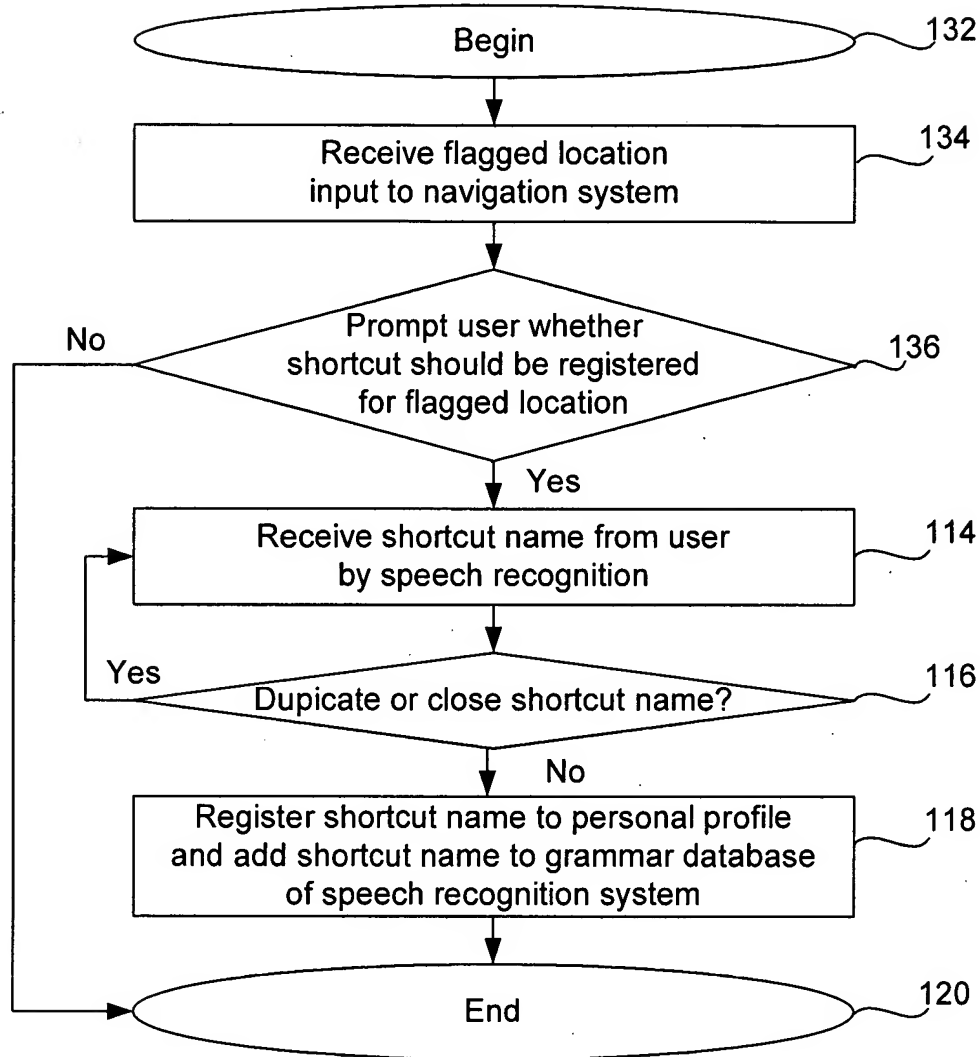 Begin
132
Receive flagged location
input to navigation system
134
No
Prompt user whether
shortcut should be registered
for flagged location
136
Yes
Receive shortcut name from user
by speech recognition
114
Yes
Dupicate or close shortcut name?
116
No
Register shortcut name to personal profile
and add shortcut name to grammar database
of speech recognition system
118
End
120